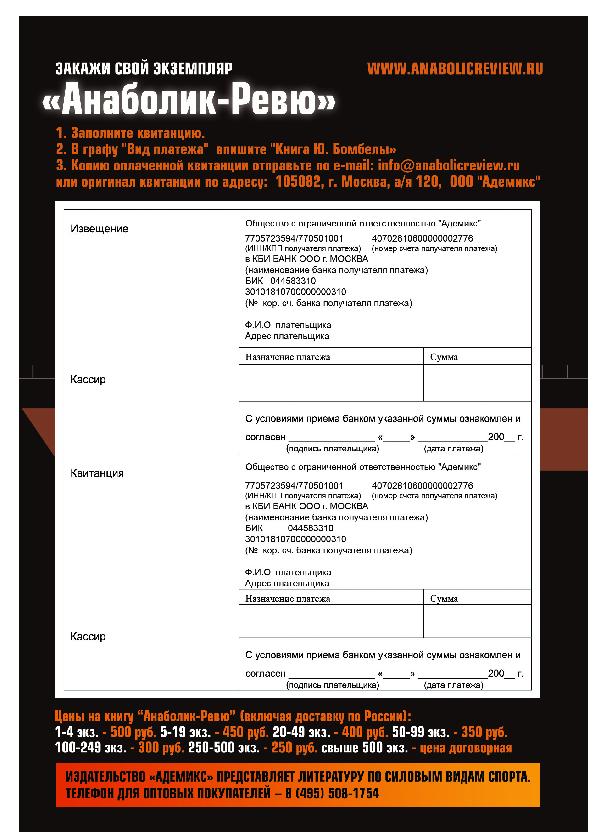 ЗАКАЖИ СВОЙ ЭКЗЕМПЛЯР WWW.ANABOLICREVIEW.RU
«Анаболик-Ревю»
1. Заполните квитанцию.
2. В графу "Вид платежа" впишите "Книга Ю. Бомбелы»
3. Копию оплаченной квитанции отправьте по e-mail: info@anabolicreview.ru
или оригинал квитанции по адресу: 105082, г. Москва, а/я 120, ООО "Адемикс"
Извещение
Общество с ограниченной ответственностью "Адемикс"
7705723594/770501001 40702810600000002776
(ИНН/КПП получателя платежа) (номер счета получателя платежа)
в КБИ БАНК ООО г. МОСКВА
(наименование банка получателя платежа)
БИК 044583310
30101810700000000310
(№ кор. сч. банка получателя платежа)
Ф.И.О плательщика
Адрес плательщика
Назначение платежа Сумма
Кассир
С условиями приема банком указанной суммы ознакомлен и
согласен _________________ «_____» ______________200__ г.
(подпись плательщика) (дата платежа)
Квитанция
Общество с ограниченной ответственностью "Адемикс"
7705723594/770501001 40702810600000002776
(ИНН/КПП получателя платежа) (номер счета получателя платежа)
в КБИ БАНК ООО г. МОСКВА
(наименование банка получателя платежа)
БИК 044583310
30101810700000000310
(№ кор. сч. банка получателя платежа)
Ф.И.О плательщика
Адрес плательщика
Назначение платежа Сумма
Кассир
С условиями приема банком указанной суммы ознакомлен и
согласен _________________ «_____» ______________200__ г.
(подпись плательщика) (дата платежа)
Цены на книгу “Анаболик-Ревю” (включая доставку по России):
1-4 экз. - 500 руб. 5-19 экз. - 450 руб. 20-49 экз. - 400 руб. 50-99 экз. - 350 руб.
100-249 экз. - 300 руб. 250-500 экз. - 250 руб. свыше 500 экз. - цена договорная
ИЗДАТЕЛЬСТВО «АДЕМИКС» ПРЕДСТАВЛЯЕТ ЛИТЕРАТУРУ ПО СИЛОВЫМ ВИДАМ СПОРТА.
ТЕЛЕФОН ДЛЯ ОПТОВЫХ ПОКУПАТЕЛЕЙ – 8 (495) 508-1754